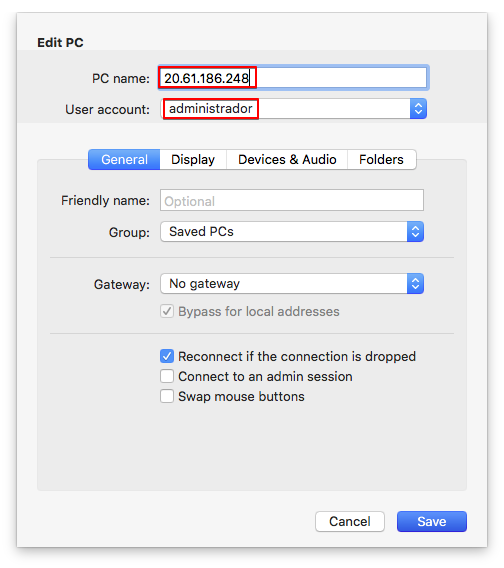 Edit PC
PC name: 20.61.186.248
User account: administrador
General Display Devices & Audio Folders
Friendly name: Optional
Group: Saved PCs
Gateway: No gateway
Bypass for local addresses
Reconnect if the connection is dropped
Connect to an admin session
Swap mouse buttons
Cancel Save